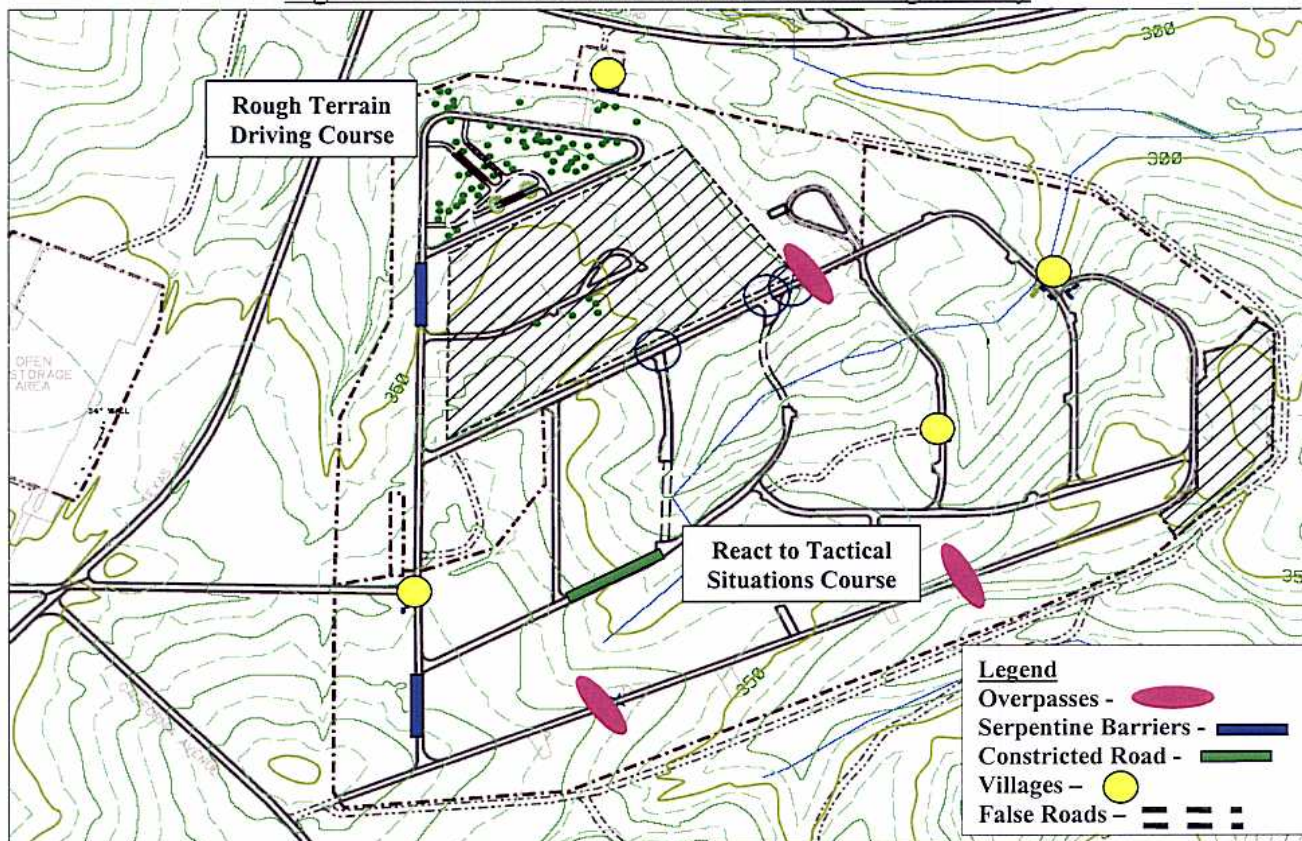 300
Rough Terrain
Driving Course
300
OPEN
STORAGE
AREA
350
React to Tactical
Situations Course
350
Legend
Overpasses -
Serpentine Barriers -
Constricted Road -
Villages –
False Roads –